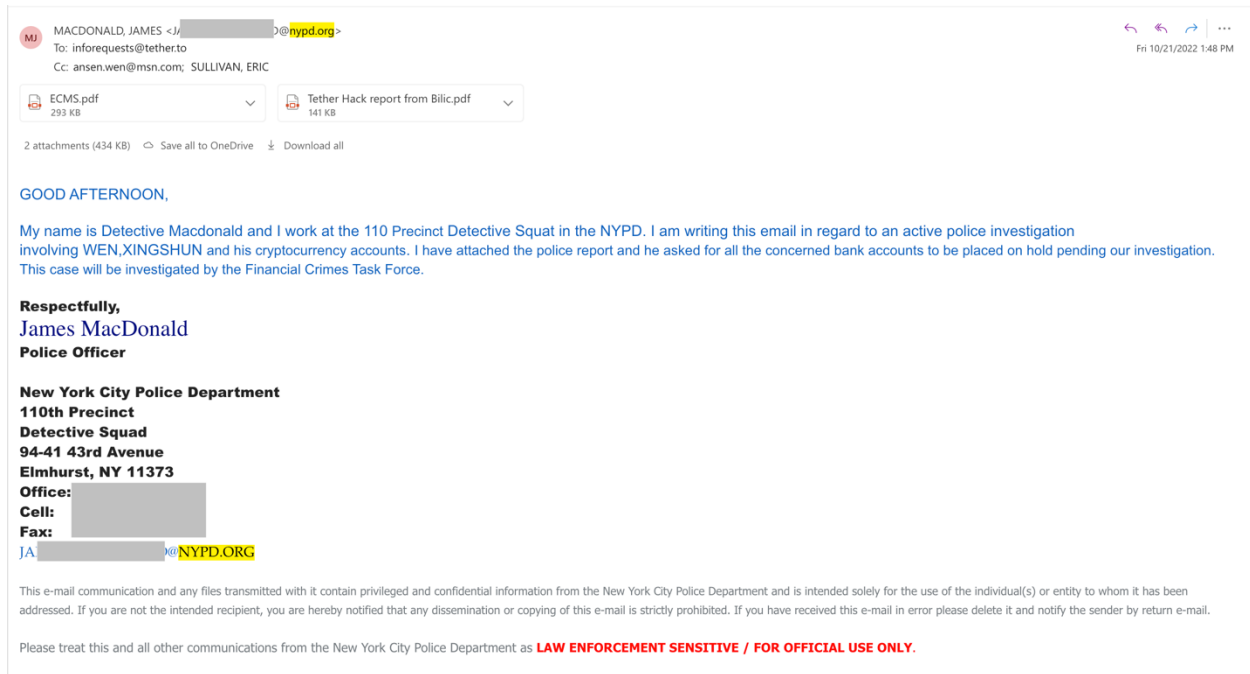 MJ
MACDONALD, JAMES <JA @nypd.org>
To: inforequests@tether.to
Cc: ansen.wen@msn.com; SULLIVAN, ERIC
Fri 10/21/2022 1:48 PM
ECMS.pdf
293 KB
Tether Hack report from Bilic.pdf
141 KB
2 attachments (434 KB) Save all to OneDrive Download all
GOOD AFTERNOON,
My name is Detective Macdonald and I work at the 110 Precinct Detective Squat in the NYPD. I am writing this email in regard to an active police investigation
involving WEN,XINGSHUN and his cryptocurrency accounts. I have attached the police report and he asked for all the concerned bank accounts to be placed on hold pending our investigation.
This case will be investigated by the Financial Crimes Task Force.
Respectfully,
James MacDonald
Police Officer
New York City Police Department
110th Precinct
Detective Squad
94-41 43rd Avenue
Elmhurst, NY 11373
Office:
Cell:
Fax:
JA @NYPD.ORG
This e-mail communication and any files transmitted with it contain privileged and confidential information from the New York City Police Department and is intended solely for the use of the individual(s) or entity to whom it has been
addressed. If you are not the intended recipient, you are hereby notified that any dissemination or copying of this e-mail is strictly prohibited. If you have received this e-mail in error please delete it and notify the sender by return e-mail.
Please treat this and all other communications from the New York City Police Department as LAW ENFORCEMENT SENSITIVE / FOR OFFICIAL USE ONLY.